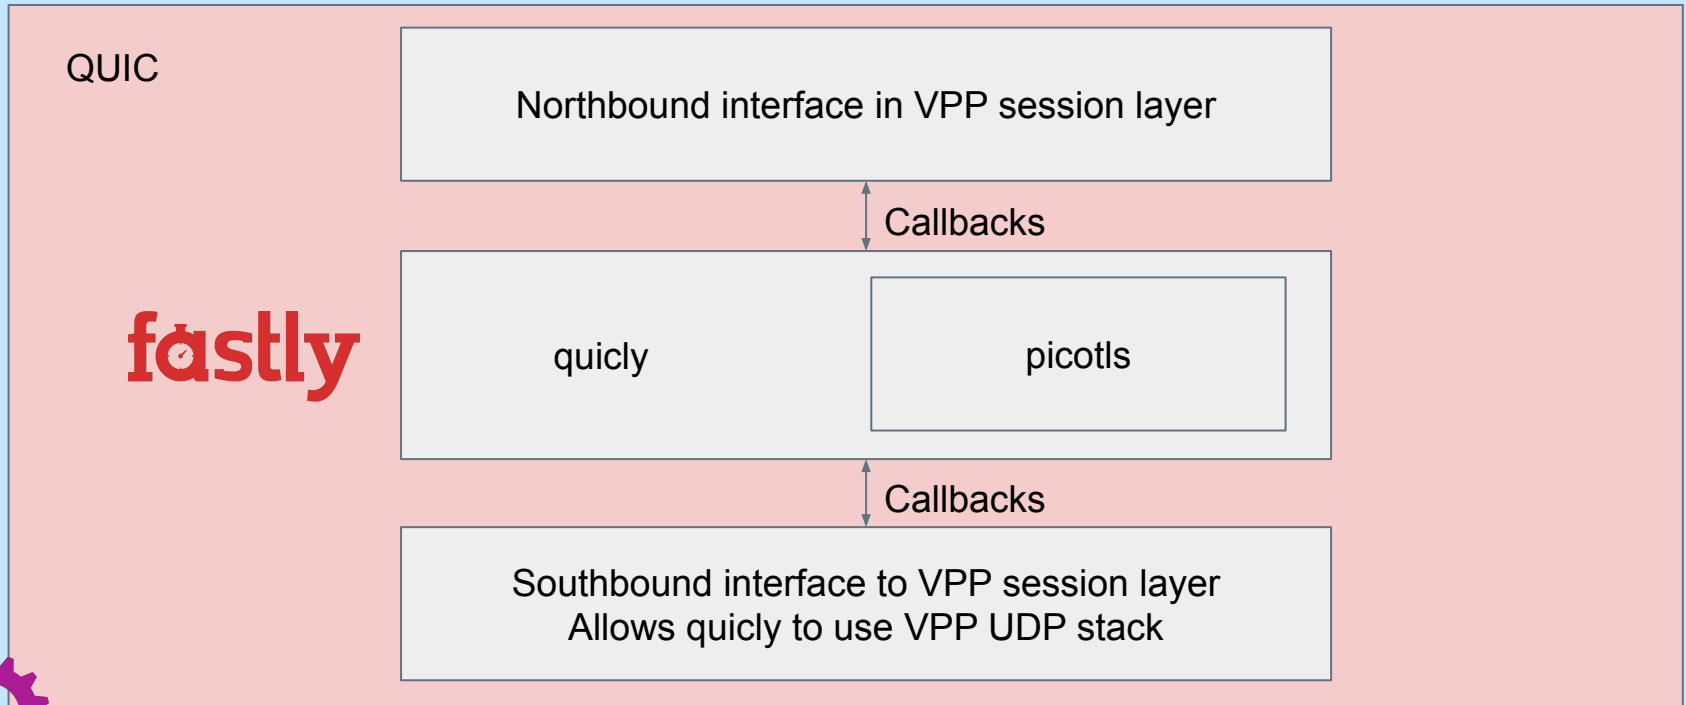 QUIC
Northbound interface in VPP session layer
Callbacks
fastly
quicly
picotls
Callbacks
Southbound interface to VPP session layer
Allows quicly to use VPP UDP stack